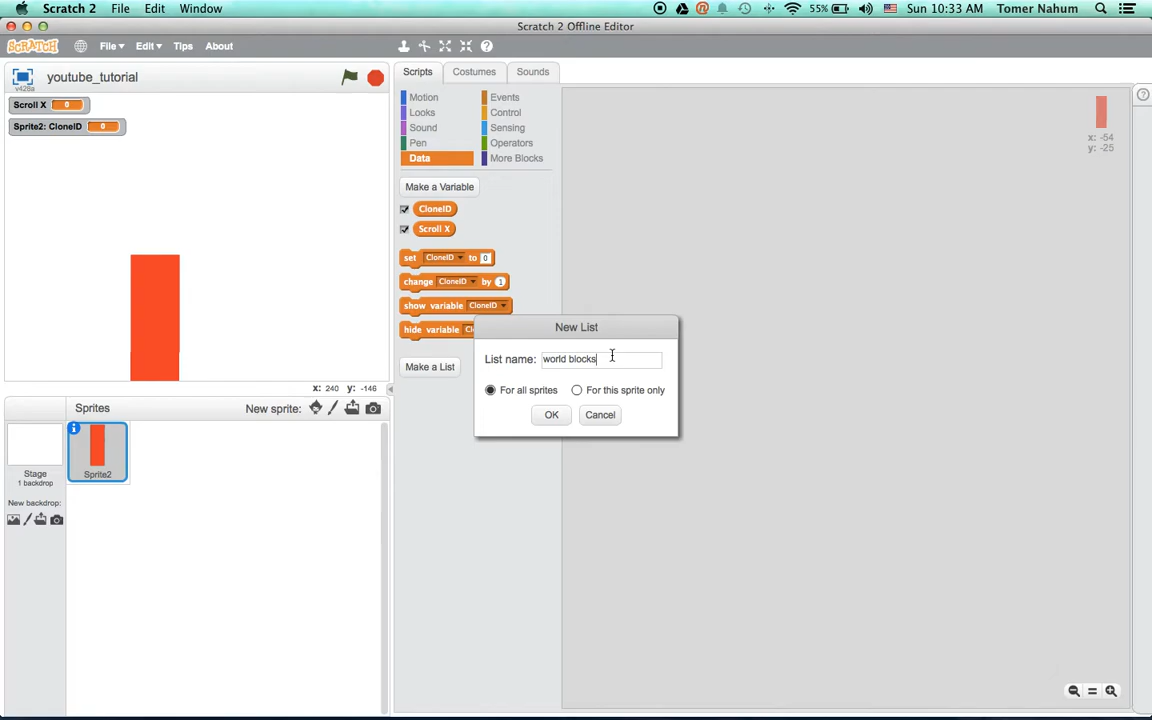 Scratch 2 File Edit Window 55% Sun 10:33 AM Tomer Nahum
Scratch 2 Offline Editor
SCRATCH File Edit Tips About
v428a
youtube_tutorial
Scroll X 0
Sprite2: CloneID 0
X: 240 y: -146
Sprites New sprite:
Sprite2
Stage
1 backdrop
New backdrop:
Scripts Costumes Sounds
Motion Events
Looks Control
Sound Sensing
Pen Operators
Data More Blocks
Make a Variable
CloneID
Scroll X
set CloneID to 0
change CloneID by 1
show variable CloneID
hide variable
Make a List
New List
List name: world blocks
For all sprites For this sprite only
OK Cancel
x: -54
y: -25